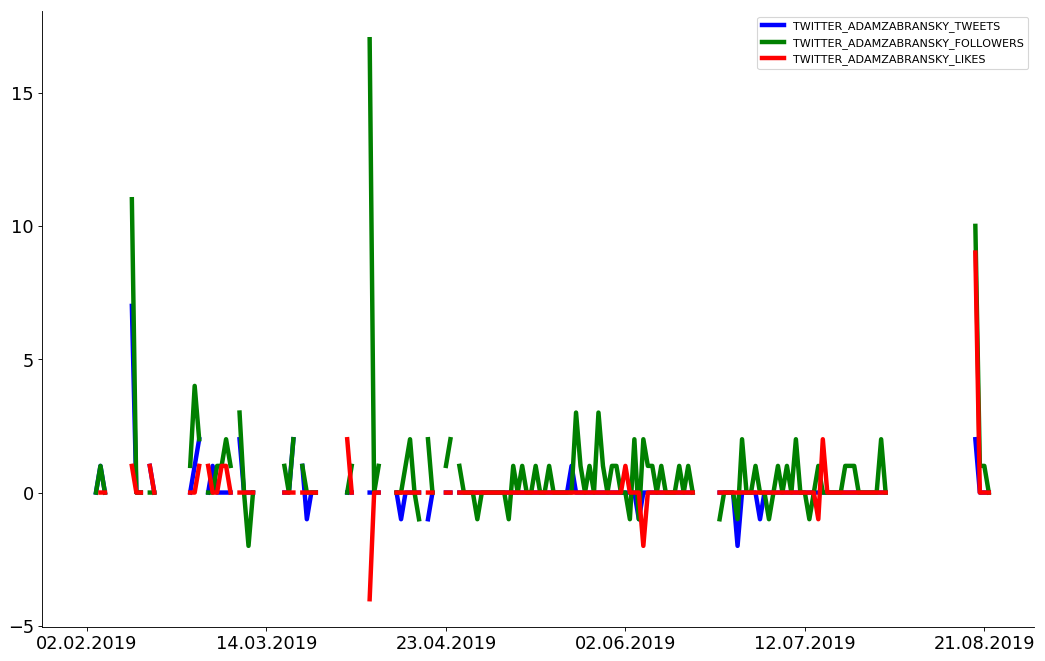 TWITTER_ADAMZABRANSKY_TWEETS
TWITTER_ADAMZABRANSKY_FOLLOWERS
TWITTER_ADAMZABRANSKY_LIKES
15
10
5
0
−5
02.02.2019 14.03.2019 23.04.2019 02.06.2019 12.07.2019 21.08.2019